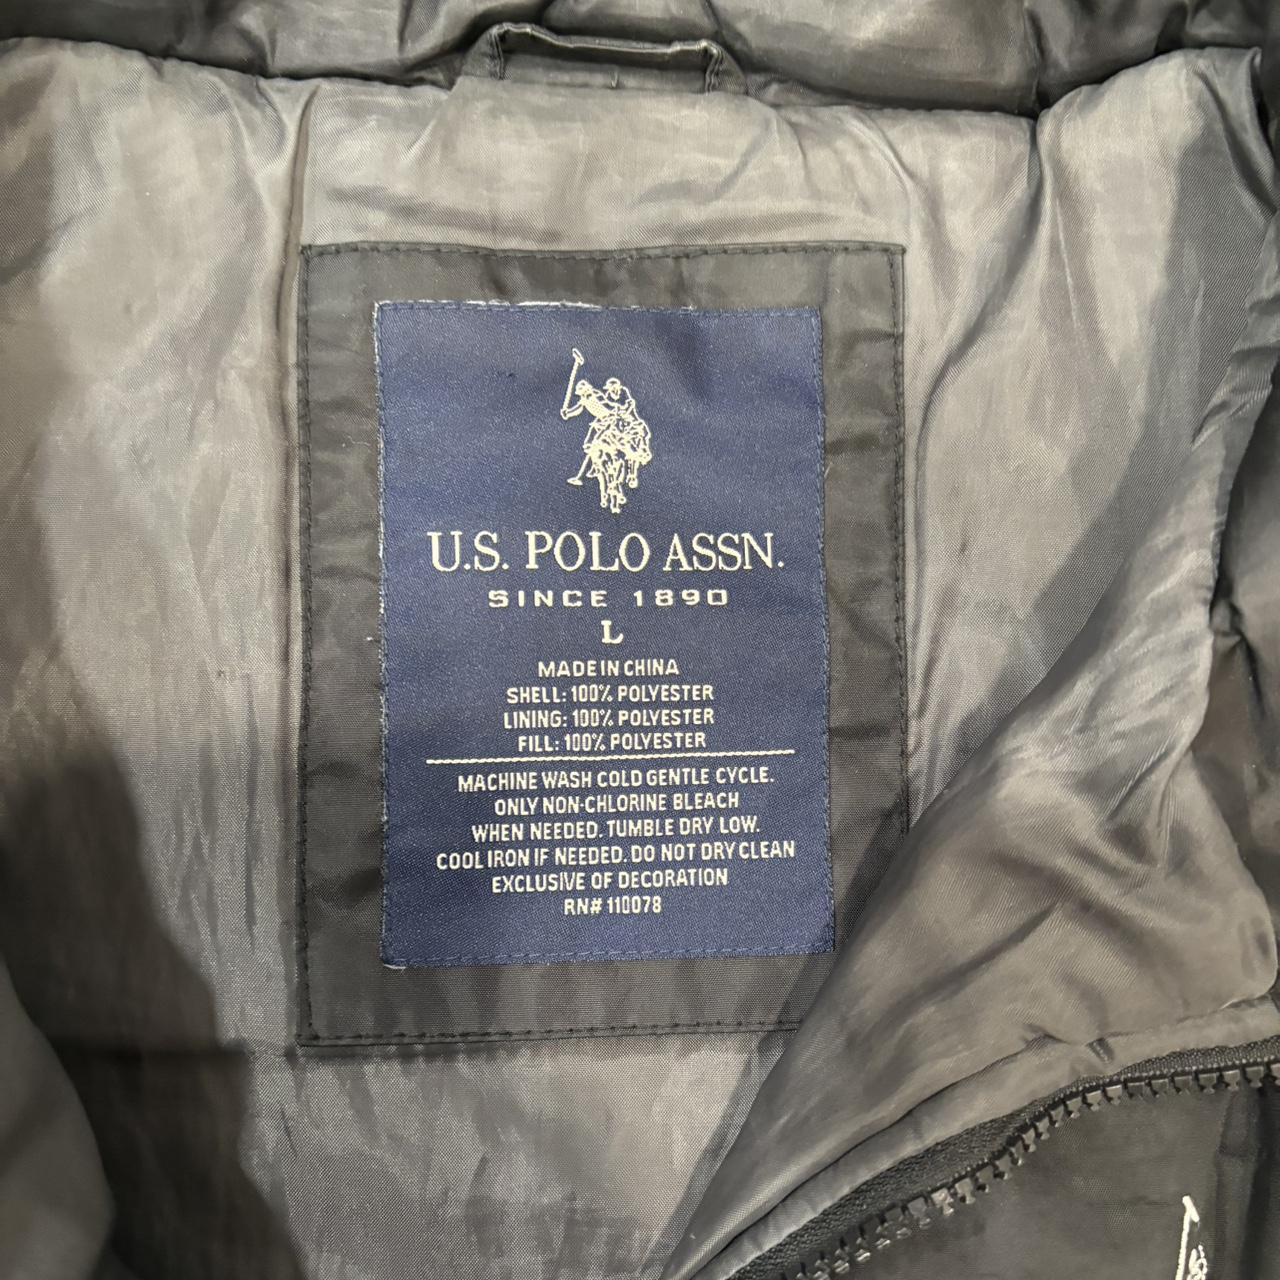 U.S. POLO ASSN.
SINCE 1890
L
MADE IN CHINA
SHELL: 100% POLYESTER
LINING: 100% POLYESTER
FILL: 100% POLYESTER
MACHINE WASH COLD GENTLE CYCLE.
ONLY NON-CHLORINE BLEACH
WHEN NEEDED. TUMBLE DRY LOW.
COOL IRON IF NEEDED. DO NOT DRY CLEAN
EXCLUSIVE OF DECORATION
RN# 110078